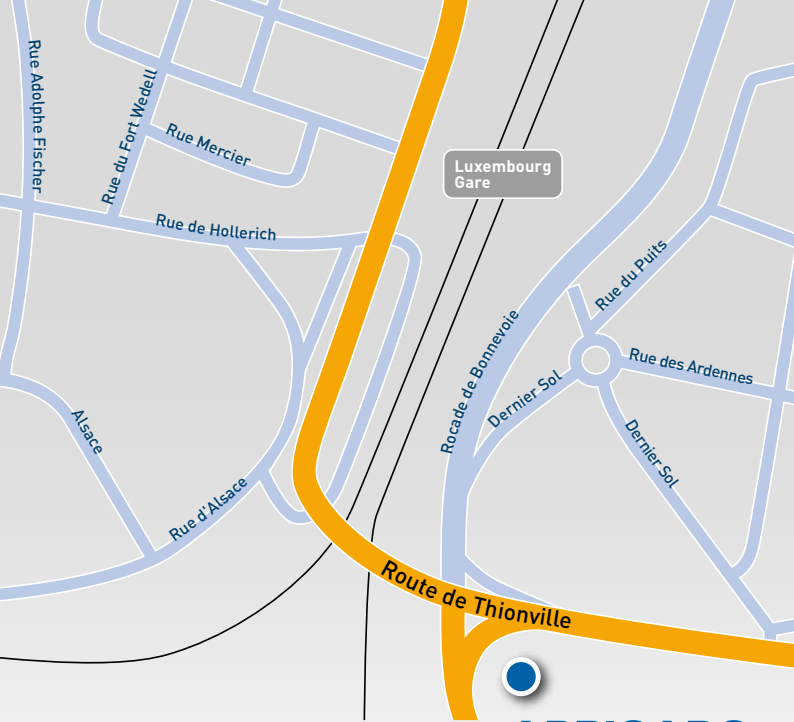 Rue Adolphe Fischer
Rue du Fort Wedell
Rue Mercier
Luxembourg
Gare
Rue de Hollerich
Rue du Puits
Rocade de Bonnevoie
Rue des Ardennes
Dernier Sol
Alsace
Dernier Sol
Rue d'Alsace
Route de Thionville